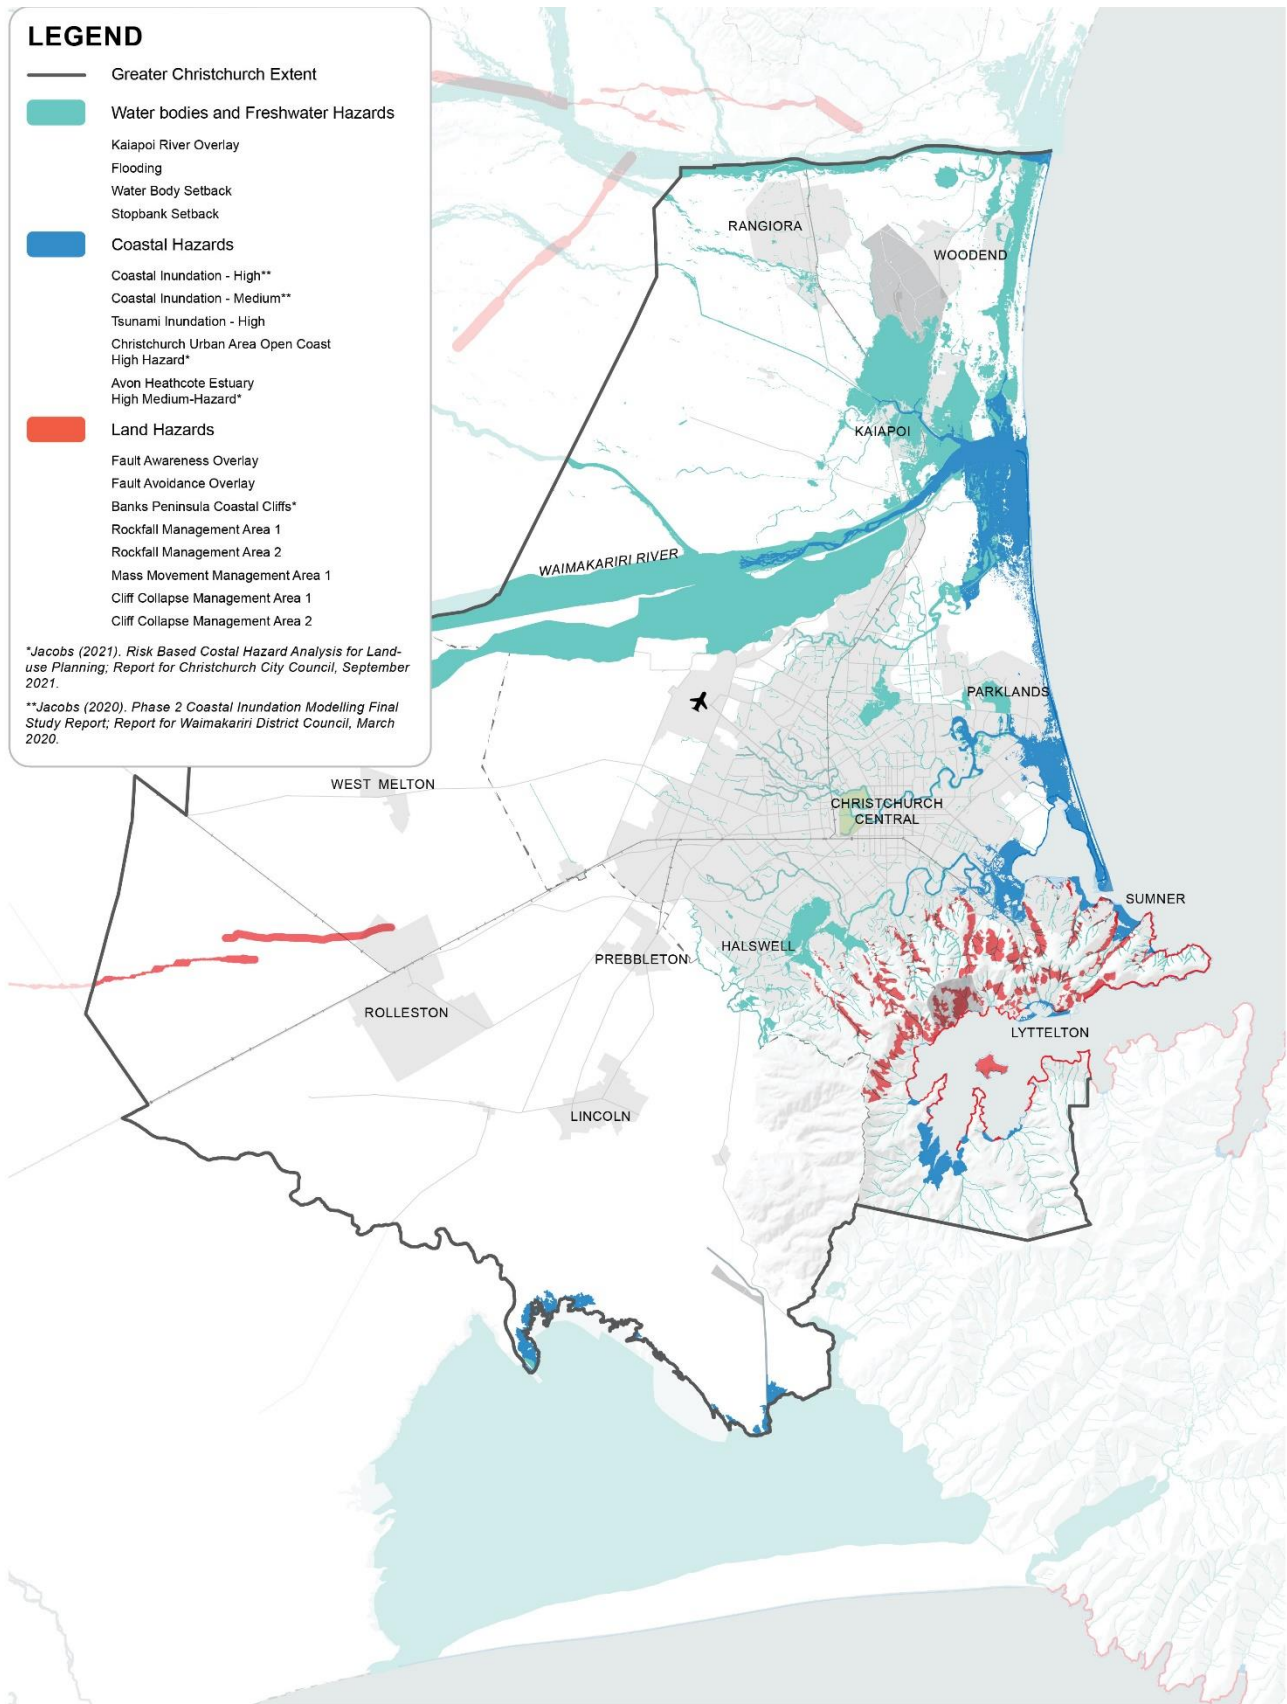 LEGEND
Greater Christchurch Extent
Water bodies and Freshwater Hazards
Kaiapoi River Overlay
Flooding
Water Body Setback
Stopbank Setback
Coastal Hazards
Coastal Inundation - High**
Coastal Inundation - Medium**
Tsunami Inundation - High
Christchurch Urban Area Open Coast
High Hazard*
Avon Heathcote Estuary
High Medium-Hazard*
Land Hazards
Fault Awareness Overlay
Fault Avoidance Overlay
Banks Peninsula Coastal Cliffs*
Rockfall Management Area 1
Rockfall Management Area 2
Mass Movement Management Area 1
Cliff Collapse Management Area 1
Cliff Collapse Management Area 2
*Jacobs (2021). Risk Based Costal Hazard Analysis for Land-
use Planning; Report for Christchurch City Council, September
2021.
**Jacobs (2020). Phase 2 Coastal Inundation Modelling Final
Study Report; Report for Waimakariri District Council, March
2020.
RANGIORA
WOODEND
KAIAPOI
WAIMAKARIRI RIVER
PARKLANDS
WEST MELTON
CHRISTCHURCH
CENTRAL
SUMNER
HALSWELL
PREBBLETON
ROLLESTON
LYTTELTON
LINCOLN